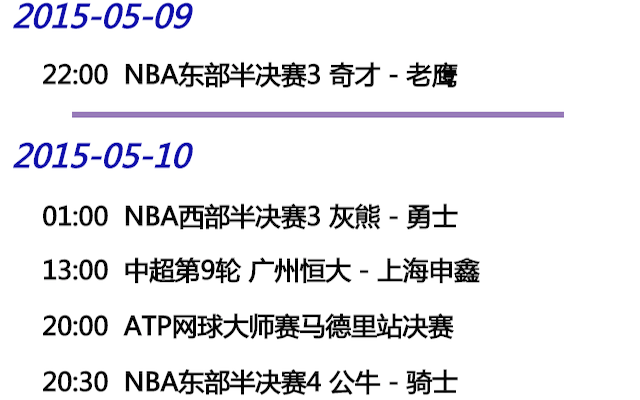 2015-05-09
22:00 NBA东部半决赛3 奇才 - 老鹰
2015-05-10
01:00 NBA西部半决赛3 灰熊 - 勇士
13:00 中超第9轮 广州恒大 - 上海申鑫
20:00 ATP网球大师赛马德里站决赛
20:30 NBA东部半决赛4 公牛 - 骑士